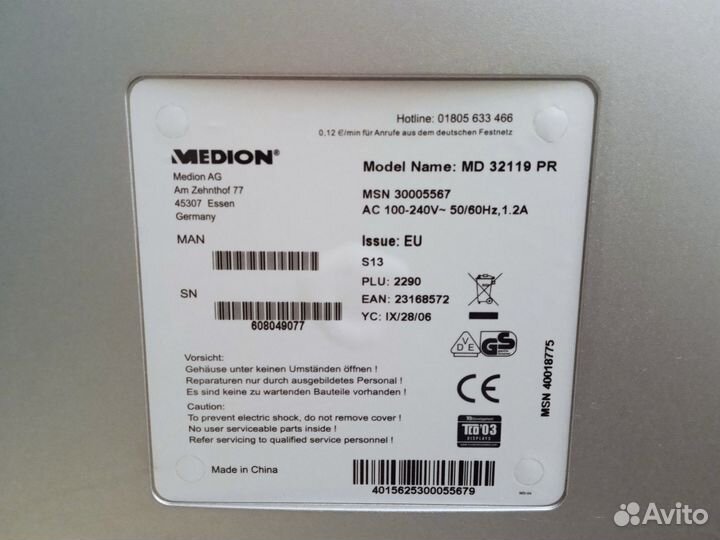 Hotline: 01805 633 466
0,12 €/min für Anrufe aus dem deutschen Festnetz
MEDION®
Medion AG
Am Zehnthof 77
45307 Essen
Germany
Model Name: MD 32119 PR
MSN 30005567
AC 100-240V~ 50/60Hz,1.2A
MAN
Issue: EU
S13
PLU: 2290
EAN: 23168572
YC: IX/28/06
SN
608049077
VDE
GS
CE
MSN 40018775
Vorsicht:
Gehäuse unter keinen Umständen öffnen !
Reparaturen nur durch ausgebildetes Personal !
Es sind keine zu wartenden Bauteile vorhanden !
Caution:
To prevent electric shock, do not remove cover !
No user serviceable parts inside !
Refer servicing to qualified service personnel !
TCO'03
DISPLAYS
Made in China
4015625300055679
Avito